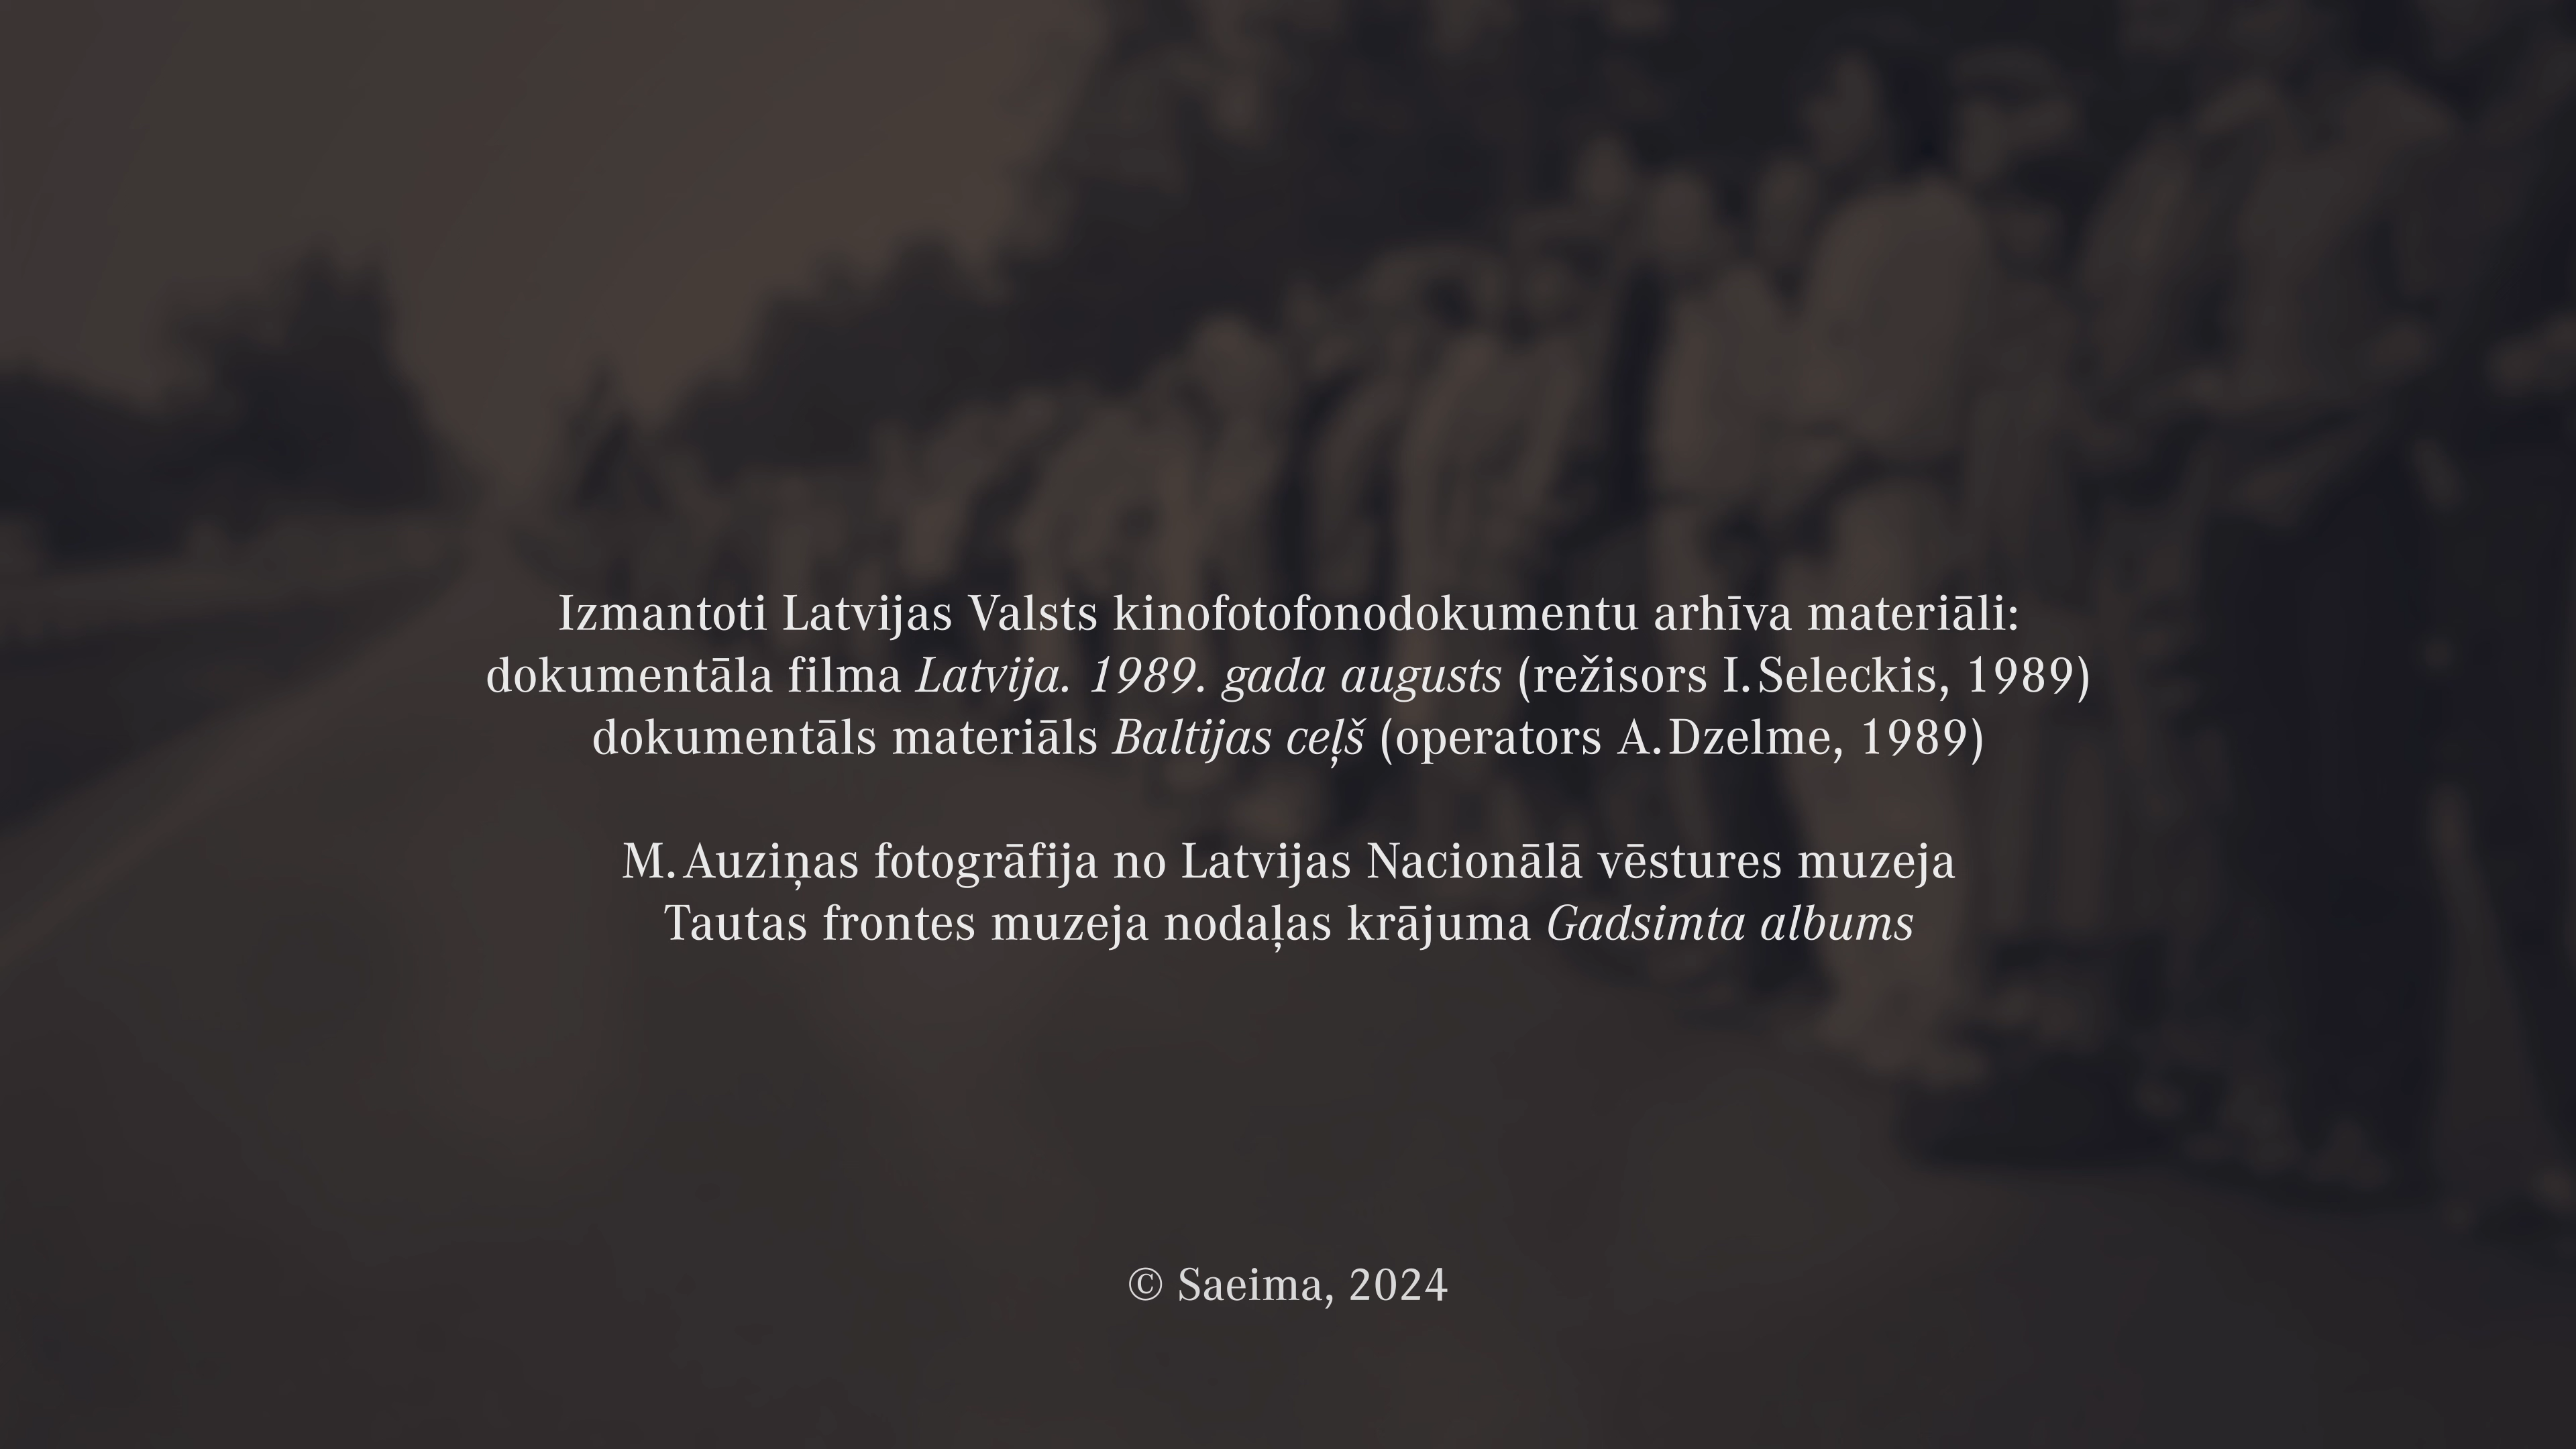 Izmantoti Latvijas Valsts kinofotofonodokumentu arhīva materiāli:
dokumentāla filma Latvija. 1989. gada augusts (režisors I. Seleckis, 1989)
dokumentāls materiāls Baltijas ceļš (operators A. Dzelme, 1989)
M. Auziņas fotogrāfija no Latvijas Nacionālā vēstures muzeja
Tautas frontes muzeja nodaļas krājuma Gadsimta albums
© Saeima, 2024